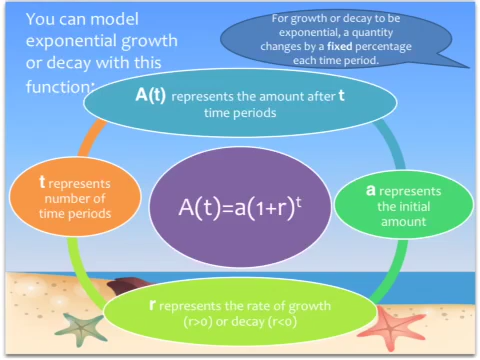 You can model
exponential growth
or decay with this
function:
For growth or decay to be
exponential, a quantity
changes by a fixed percentage
each time period.
A(t) represents the amount after t
time periods
t represents
number of
time periods
A(t)=a(1+r)ᵗ
a represents
the initial
amount
r represents the rate of growth
(r>0) or decay (r<0)